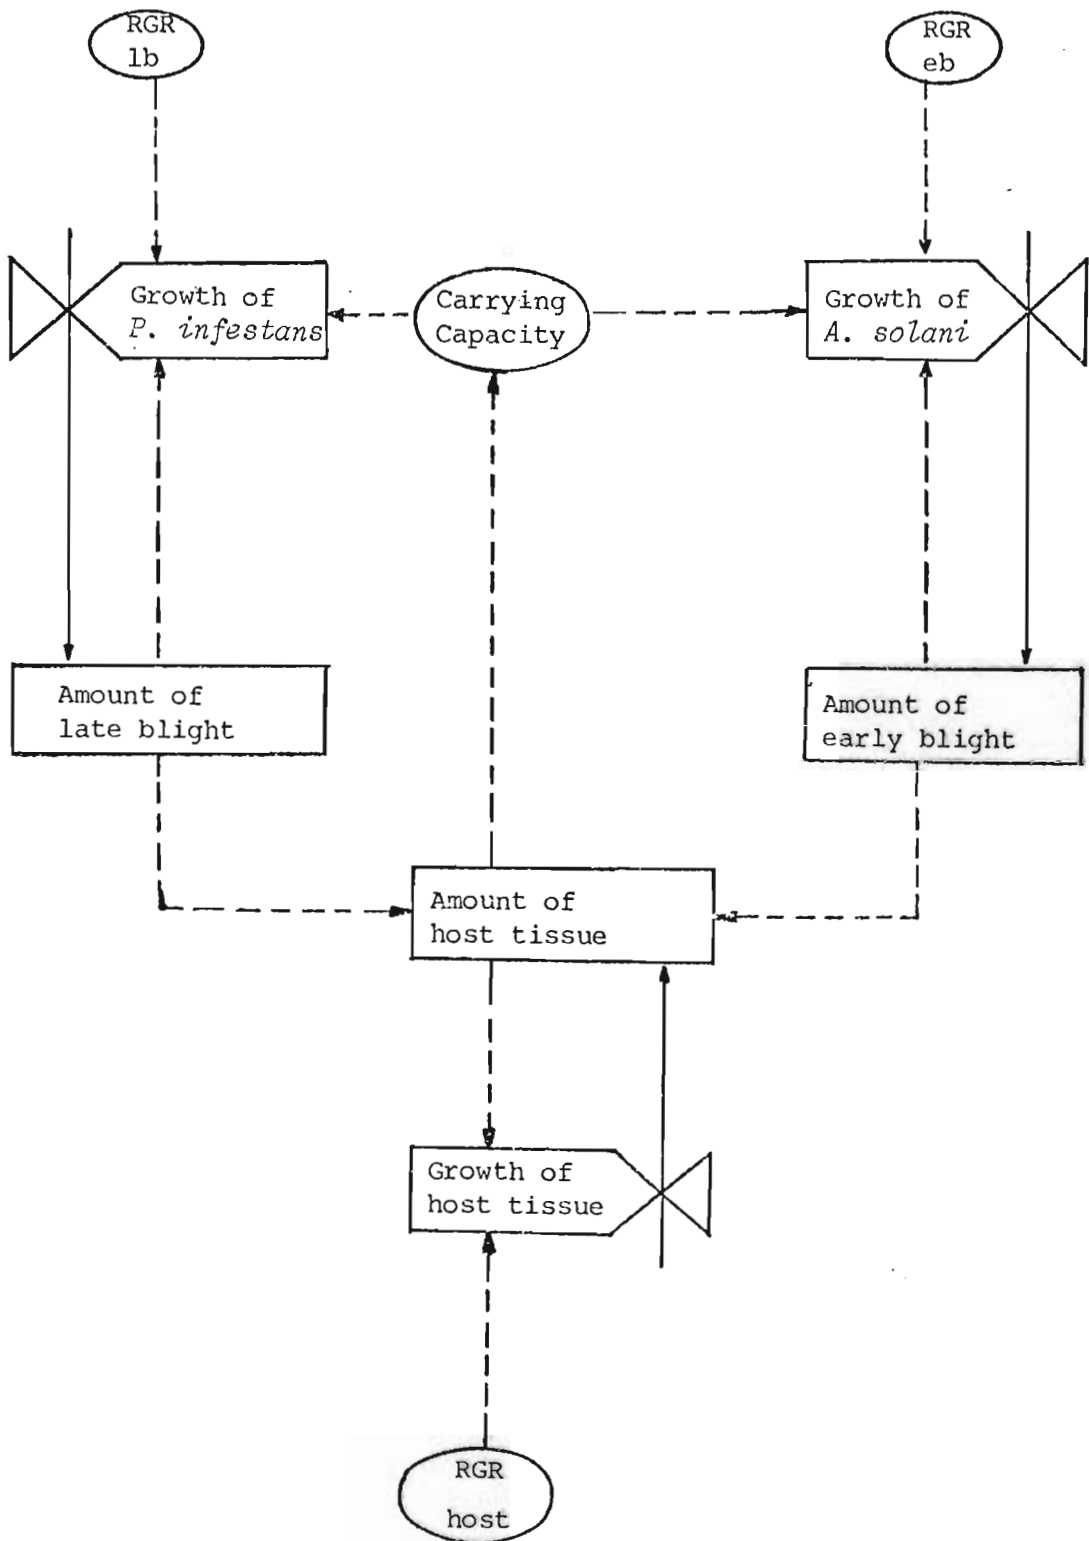 RGR
lb
RGR
eb
Growth of
P. infestans
Carrying
Capacity
Growth of
A. solani
Amount of
late blight
Amount of
early blight
Amount of
host tissue
Growth of
host tissue
RGR
host